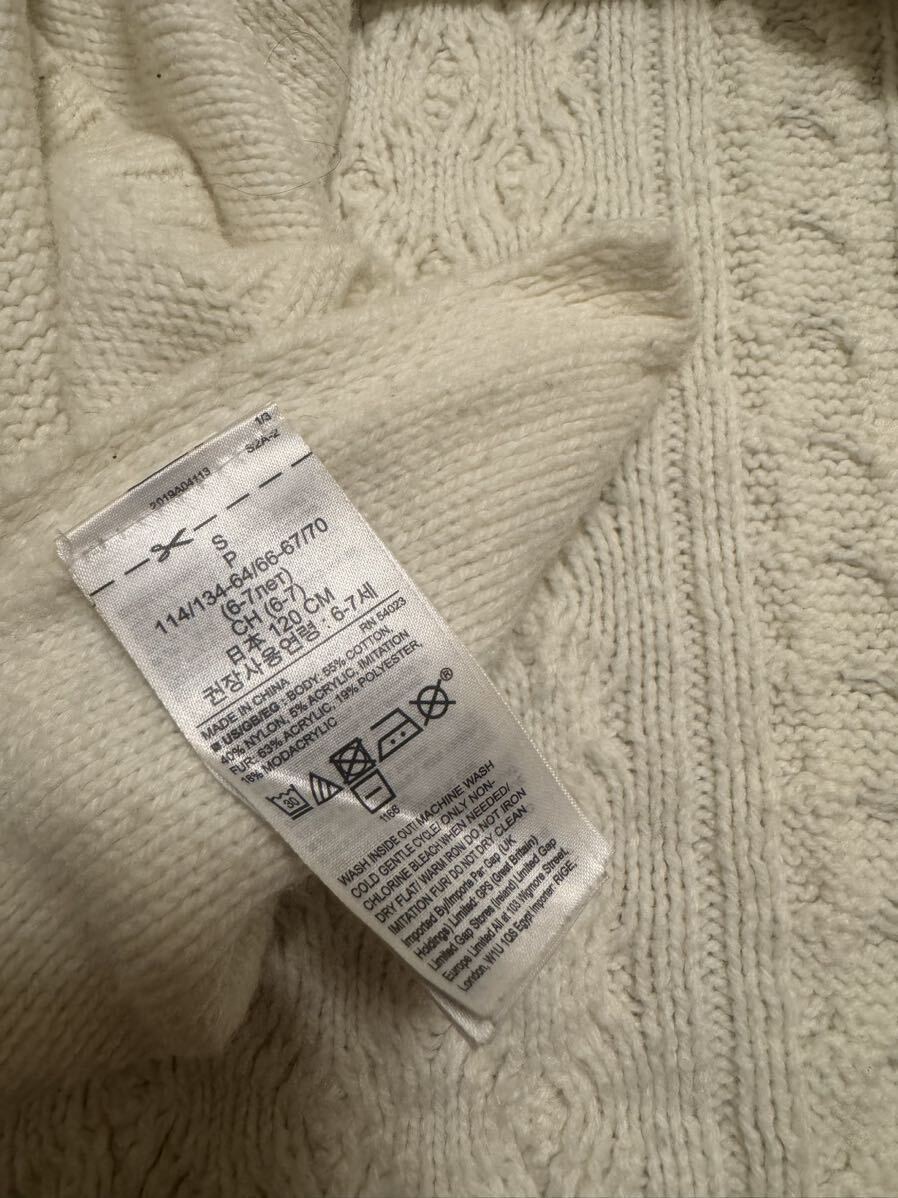 1/3
2019A04113 S2A-2
S
P
114/134-64/66-67/70
(6-7лет)
CH (6-7)
日本 120 CM
권장사용연령 : 6-7세
RN 54023
MADE IN CHINA
■ US/GB/EG - BODY: 55% COTTON,
40% NYLON, 5% ACRYLIC. IMITATION
FUR: 63% ACRYLIC, 19% POLYESTER,
18% MODACRYLIC
30
®
1166
WASH INSIDE OUT/ MACHINE WASH
COLD GENTLE CYCLE/ ONLY NON-
CHLORINE BLEACH WHEN NEEDED/
DRY FLAT/ WARM IRON/ DO NOT IRON
IMITATION FUR/ DO NOT DRY CLEAN
Imported By/Importe Par: Gap (UK
Holdings) Limited: GPS (Great Britain)
Limited Gap Stores (Ireland) Limited Gap
Europe Limited All at 103 Wigmore Street,
London, W1U 1QS Egypt Importer: RIGE.